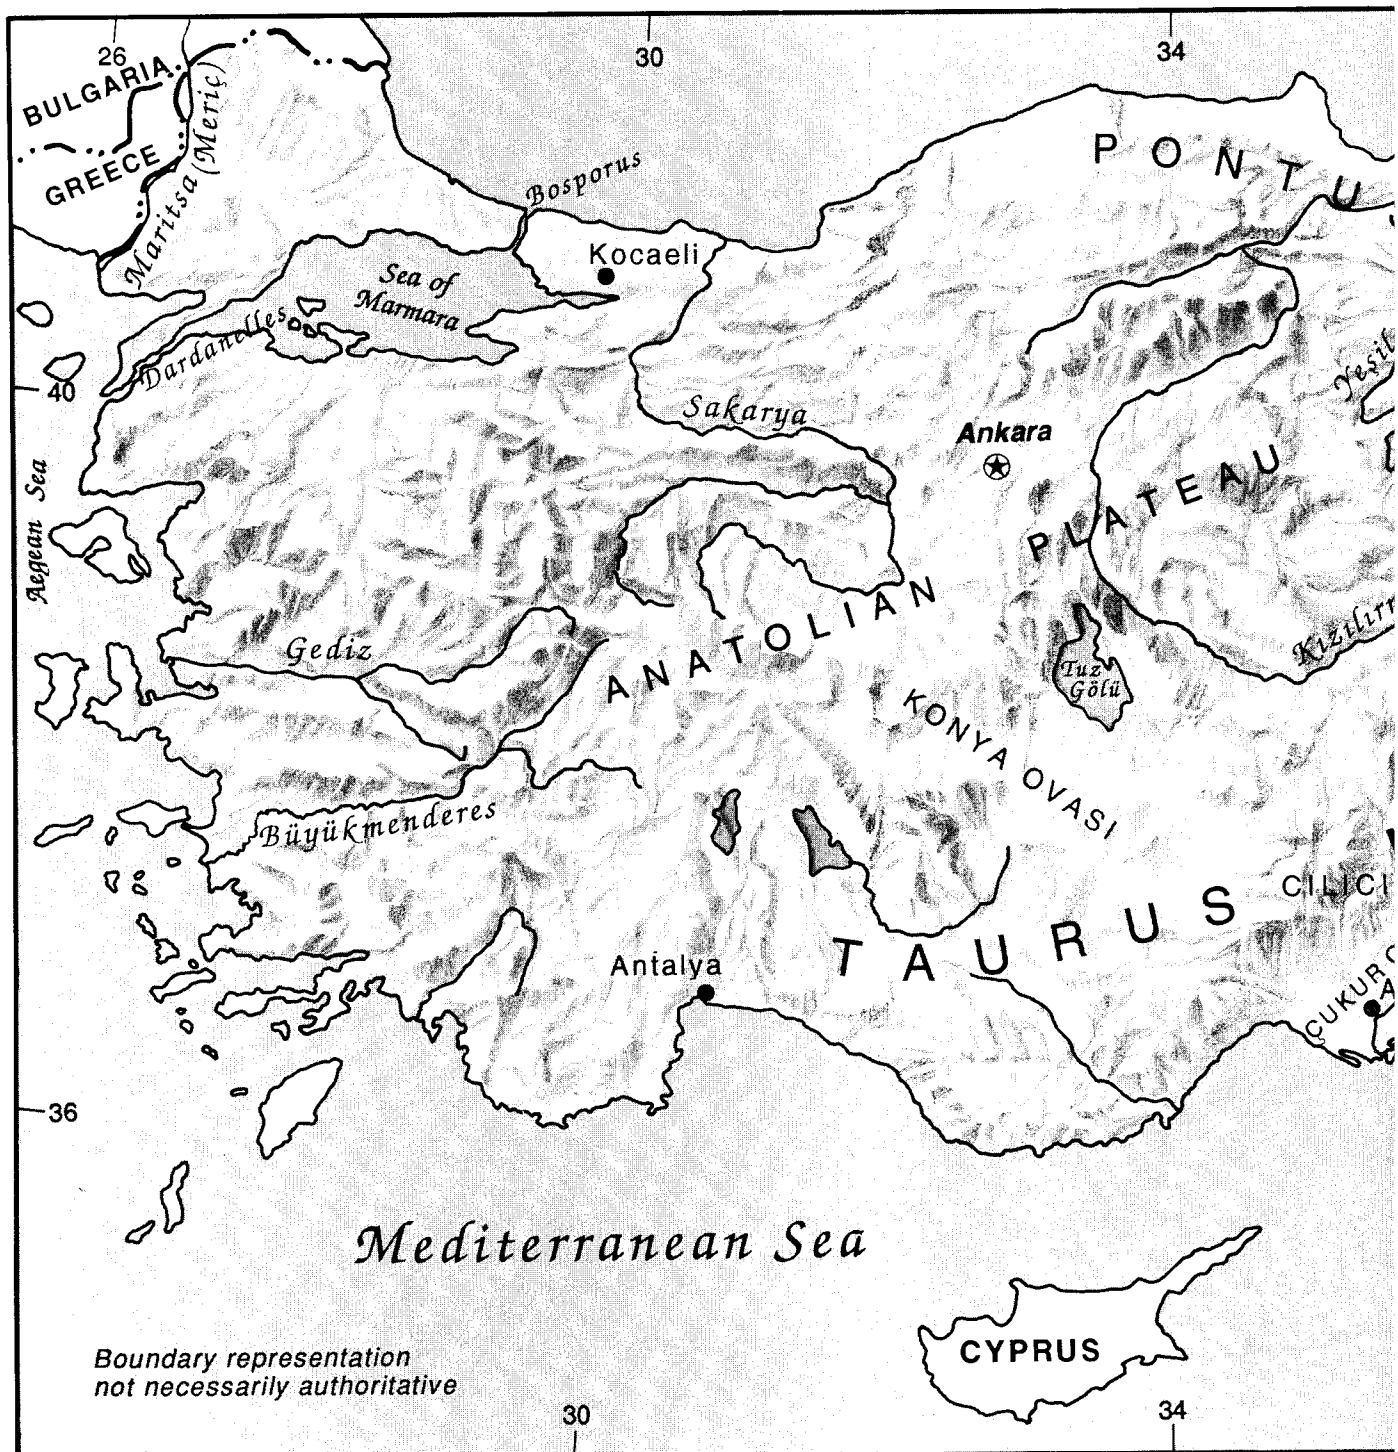 26
30
34
BULGARIA
GREECE
Maritsa (Meriç)
Bosporus
PONTU
Kocaeli
Sea of
Marmara
Dardanelles
40
Sakarya
Ankara
Aegean Sea
ANATOLIAN
PLATEAU
Gediz
Tuz
Gölü
KONYA OVASI
Büyükmenderes
TAURUS
CILICI
Antalya
ÇUKUR O
A
36
Mediterranean Sea
CYPRUS
Boundary representation
not necessarily authoritative
30
34